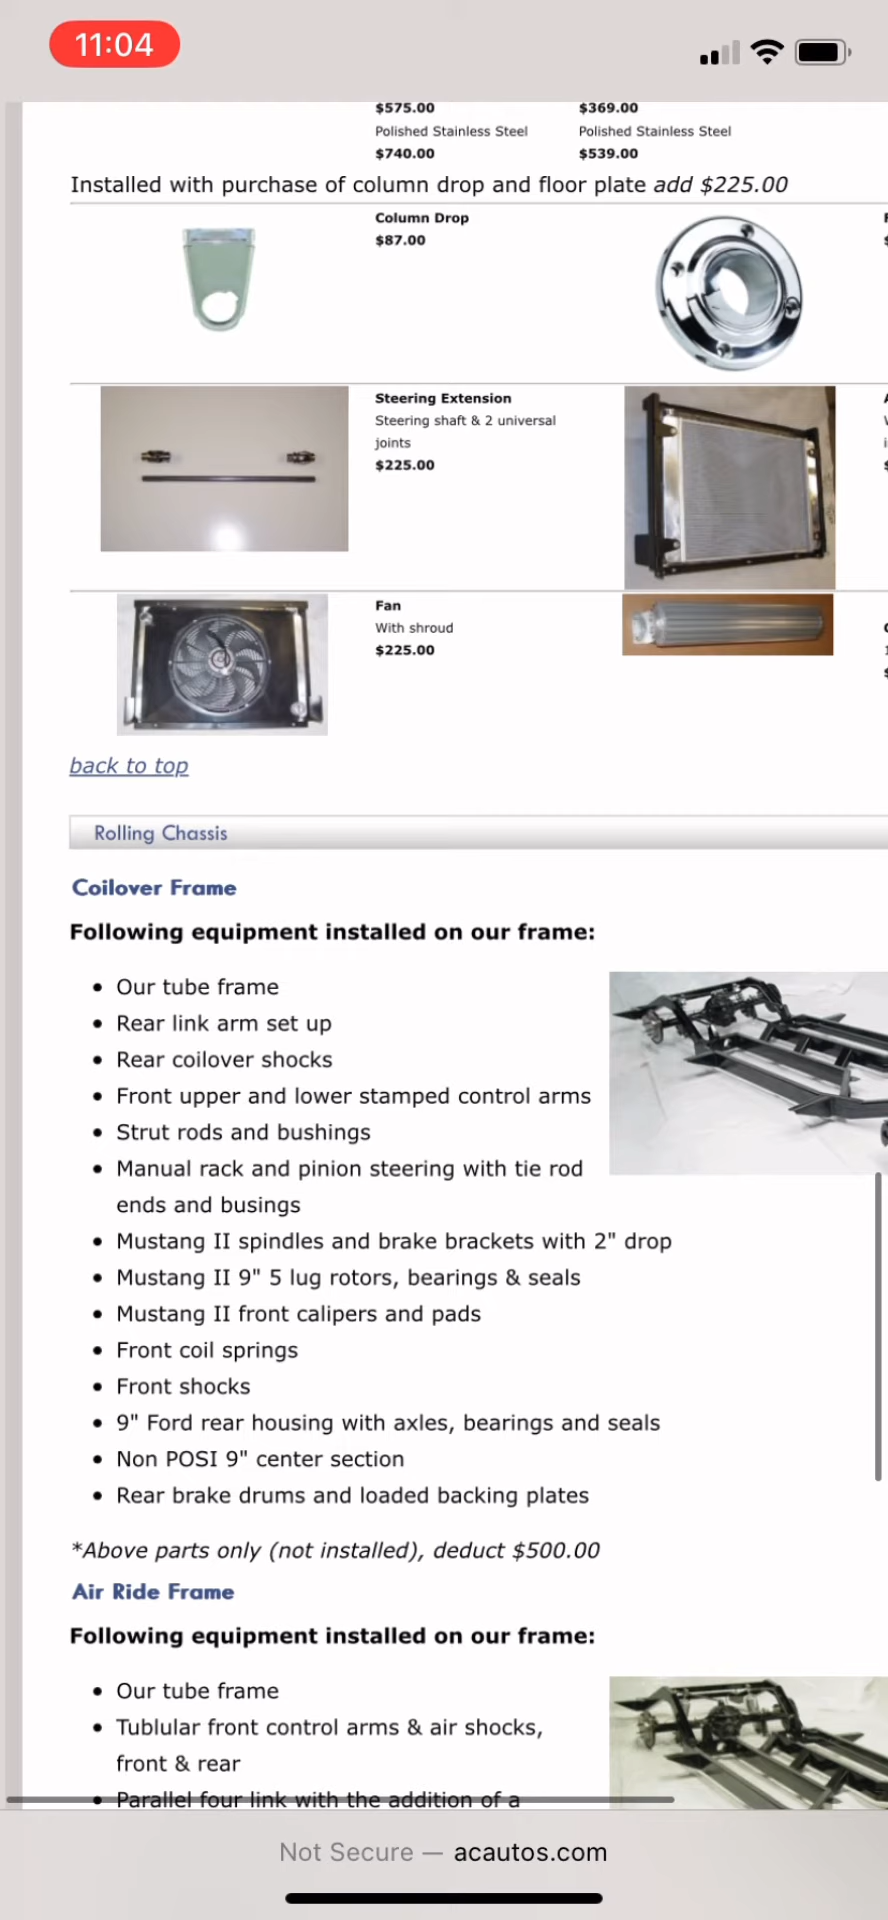 11:04
$575.00
$369.00
Polished Stainless Steel
Polished Stainless Steel
$740.00
$539.00
Installed with purchase of column drop and floor plate add $225.00
Column Drop
$87.00
Steering Extension
Steering shaft & 2 universal
joints
$225.00
Fan
With shroud
$225.00
back to top
Rolling Chassis
Coilover Frame
Following equipment installed on our frame:
• Our tube frame
• Rear link arm set up
• Rear coilover shocks
• Front upper and lower stamped control arms
• Strut rods and bushings
• Manual rack and pinion steering with tie rod
ends and busings
• Mustang II spindles and brake brackets with 2" drop
• Mustang II 9" 5 lug rotors, bearings & seals
• Mustang II front calipers and pads
• Front coil springs
• Front shocks
• 9" Ford rear housing with axles, bearings and seals
• Non POSI 9" center section
• Rear brake drums and loaded backing plates
*Above parts only (not installed), deduct $500.00
Air Ride Frame
Following equipment installed on our frame:
• Our tube frame
• Tublular front control arms & air shocks,
front & rear
• Parallel four link with the addition of a
Not Secure — acautos.com